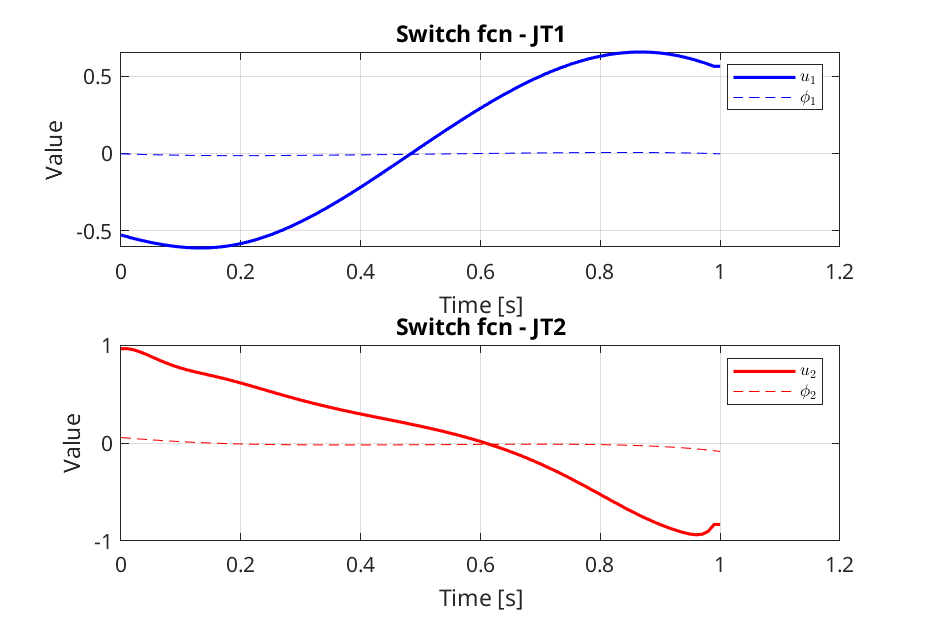 Switch fcn - JT1
Value
0.5
0
-0.5
u₁
ϕ₁
0 0.2 0.4 0.6 0.8 1 1.2
Time [s]
Switch fcn - JT2
Value
1
0
-1
u₂
ϕ₂
0 0.2 0.4 0.6 0.8 1 1.2
Time [s]